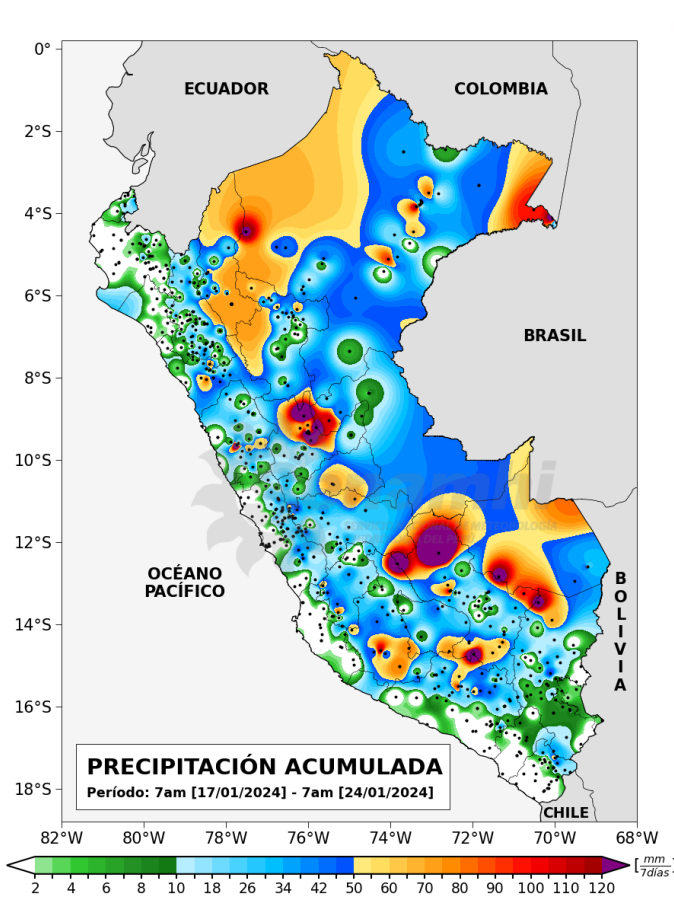 0°
ECUADOR
COLOMBIA
2°S
4°S
6°S
BRASIL
8°S
10°S
senamhi
12°S
OCÉANO
PACÍFICO
BOLIVIA
14°S
16°S
PRECIPITACIÓN ACUMULADA
Período: 7am [17/01/2024] - 7am [24/01/2024]
18°S
CHILE
82°W 80°W 78°W 76°W 74°W 72°W 70°W 68°W
2 4 6 8 10 18 26 34 42 50 60 70 80 90 100 110 120
[mm
7días